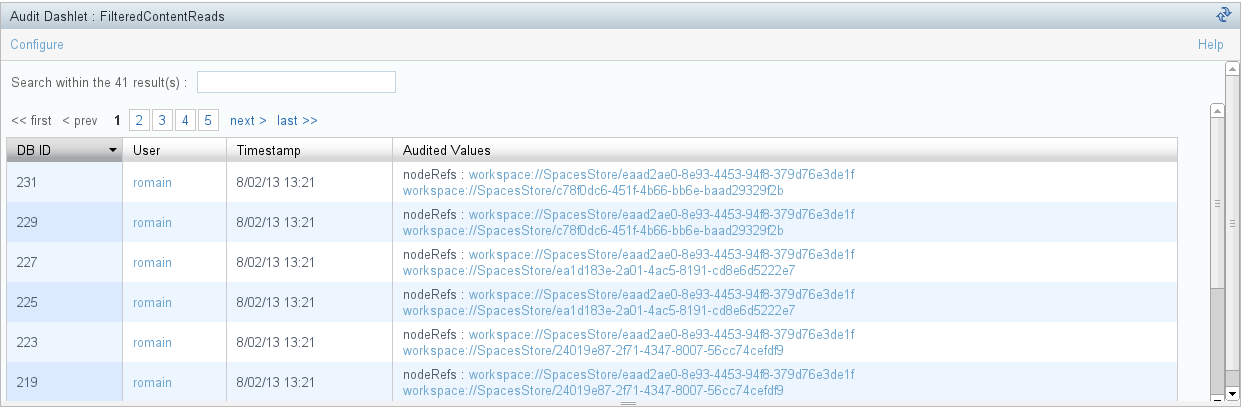 Audit Dashlet : FilteredContentReads
Configure Help
Search within the 41 result(s) :
<< first < prev 1 2 3 4 5 next > last >>
DB ID User Timestamp Audited Values
231 romain 8/02/13 13:21 nodeRefs : workspace://SpacesStore/eaad2ae0-8e93-4453-94f8-379d76e3de1f
workspace://SpacesStore/c78f0dc6-451f-4b66-bb6e-baad29329f2b
229 romain 8/02/13 13:21 nodeRefs : workspace://SpacesStore/eaad2ae0-8e93-4453-94f8-379d76e3de1f
workspace://SpacesStore/c78f0dc6-451f-4b66-bb6e-baad29329f2b
227 romain 8/02/13 13:21 nodeRefs : workspace://SpacesStore/eaad2ae0-8e93-4453-94f8-379d76e3de1f
workspace://SpacesStore/ea1d183e-2a01-4ac5-8191-cd8e6d5222e7
225 romain 8/02/13 13:21 nodeRefs : workspace://SpacesStore/eaad2ae0-8e93-4453-94f8-379d76e3de1f
workspace://SpacesStore/ea1d183e-2a01-4ac5-8191-cd8e6d5222e7
223 romain 8/02/13 13:21 nodeRefs : workspace://SpacesStore/eaad2ae0-8e93-4453-94f8-379d76e3de1f
workspace://SpacesStore/24019e87-2f71-4347-8007-56cc74cefdf9
219 romain 8/02/13 13:21 nodeRefs : workspace://SpacesStore/eaad2ae0-8e93-4453-94f8-379d76e3de1f
workspace://SpacesStore/24019e87-2f71-4347-8007-56cc74cefdf9